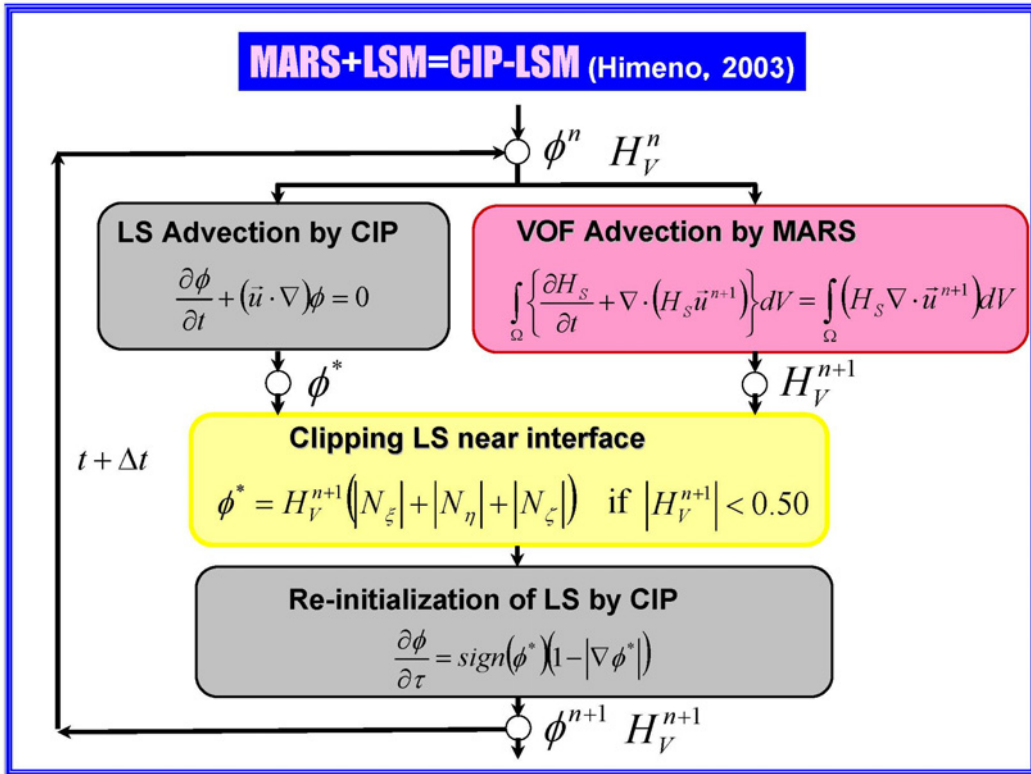 MARS+LSM=CIP-LSM (Himeno, 2003)
ϕⁿ H_V^n
LS Advection by CIP
∂ϕ/∂t + (u⃗ · ∇)ϕ = 0
VOF Advection by MARS
∫_Ω {∂H_S/∂t + ∇ · (H_S u⃗^{n+1})} dV = ∫_Ω (H_S ∇ · u⃗^{n+1}) dV
ϕ^*
H_V^{n+1}
Clipping LS near interface
ϕ^* = H_V^{n+1} (|N_ξ| + |N_η| + |N_ζ|) if |H_V^{n+1}| < 0.50
t + Δt
Re-initialization of LS by CIP
∂ϕ/∂τ = sign(ϕ^*)(1 − |∇ϕ^*|)
ϕ^{n+1} H_V^{n+1}